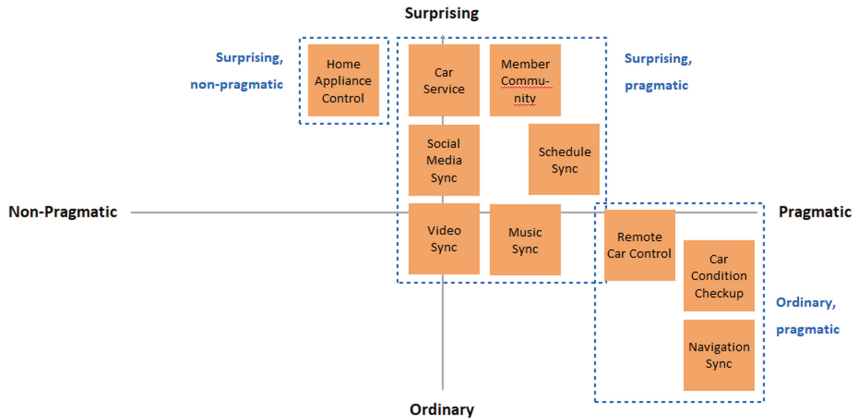 Surprising
Surprising,
non-pragmatic
Home
Appliance
Control
Car
Service
Member
Commu-
nity
Surprising,
pragmatic
Social
Media
Sync
Schedule
Sync
Non-Pragmatic
Pragmatic
Video
Sync
Music
Sync
Remote
Car Control
Car
Condition
Checkup
Ordinary,
pragmatic
Navigation
Sync
Ordinary